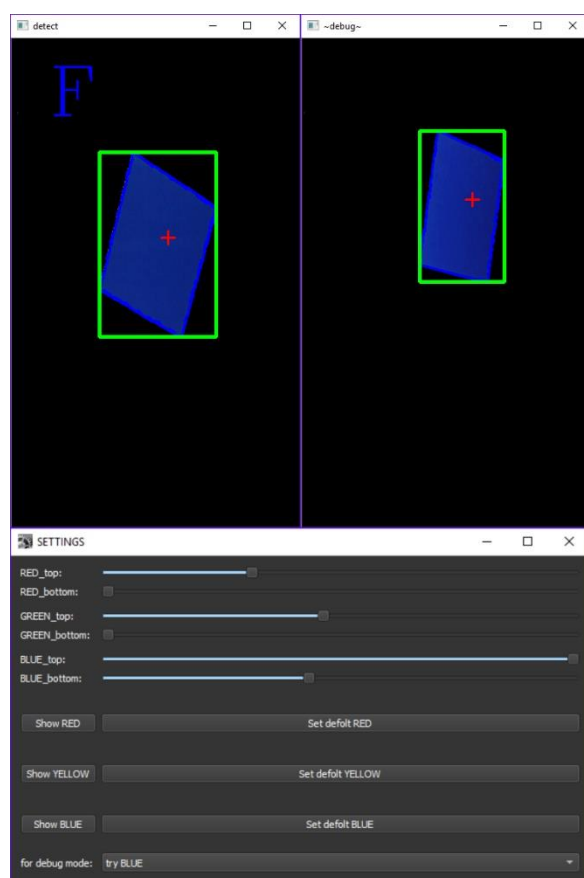 detect
~debug~
F
SETTINGS
RED_top:
RED_bottom:
GREEN_top:
GREEN_bottom:
BLUE_top:
BLUE_bottom:
Show RED Set defolt RED
Show YELLOW Set defolt YELLOW
Show BLUE Set defolt BLUE
for debug mode: try BLUE